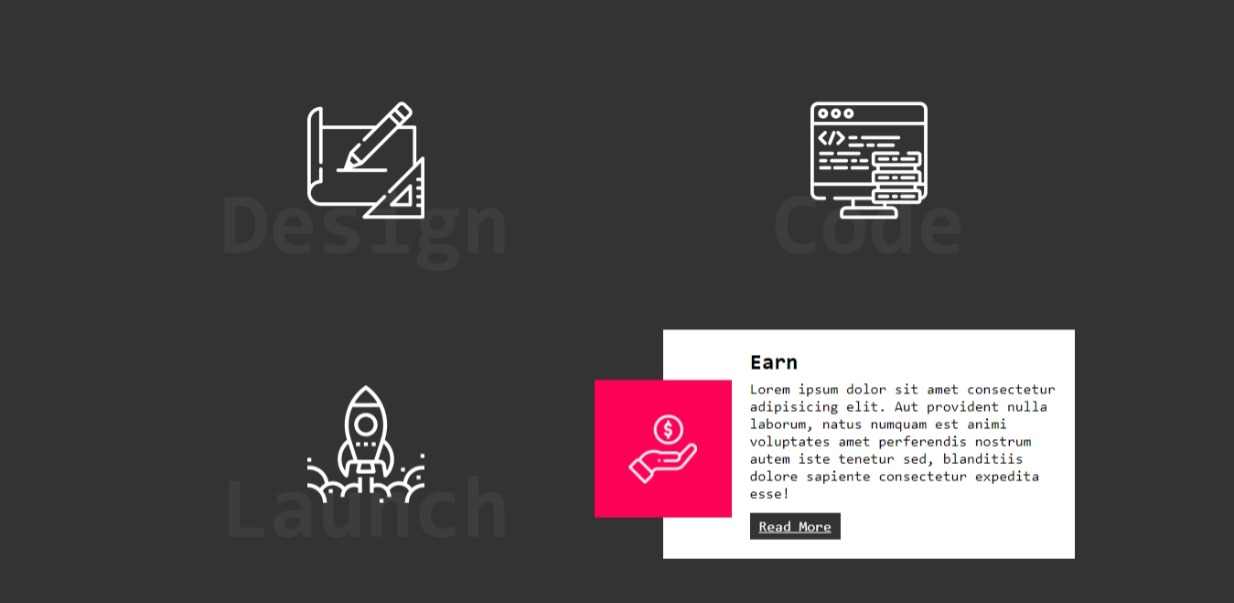 Design
Code
</>
Launch
$
Earn
Lorem ipsum dolor sit amet consectetur
adipisicing elit. Aut provident nulla
laborum, natus numquam est animi
voluptates amet perferendis nostrum
autem iste tenetur sed, blanditiis
dolore sapiente consectetur expedita
esse!
Read More